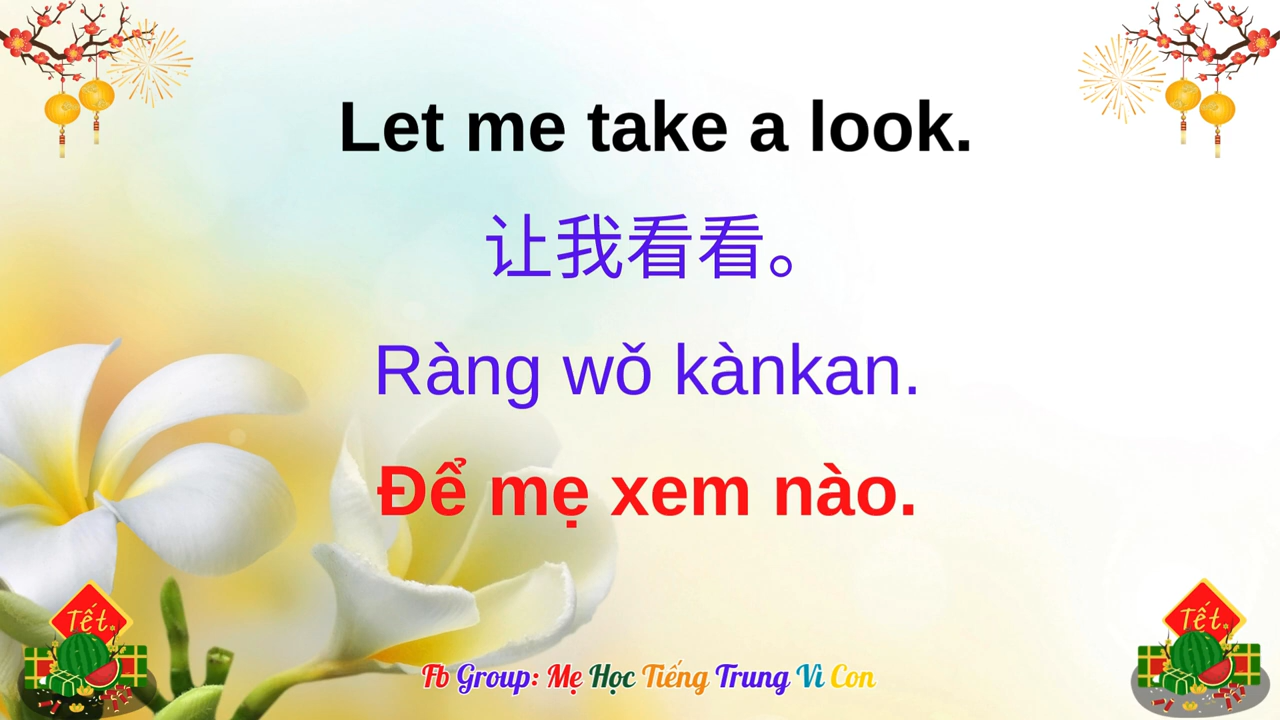 Let me take a look.
让我看看。
Ràng wǒ kànkan.
Để mẹ xem nào.
Tết
Tết
Fb Group: Mẹ Học Tiếng Trung Vì Con